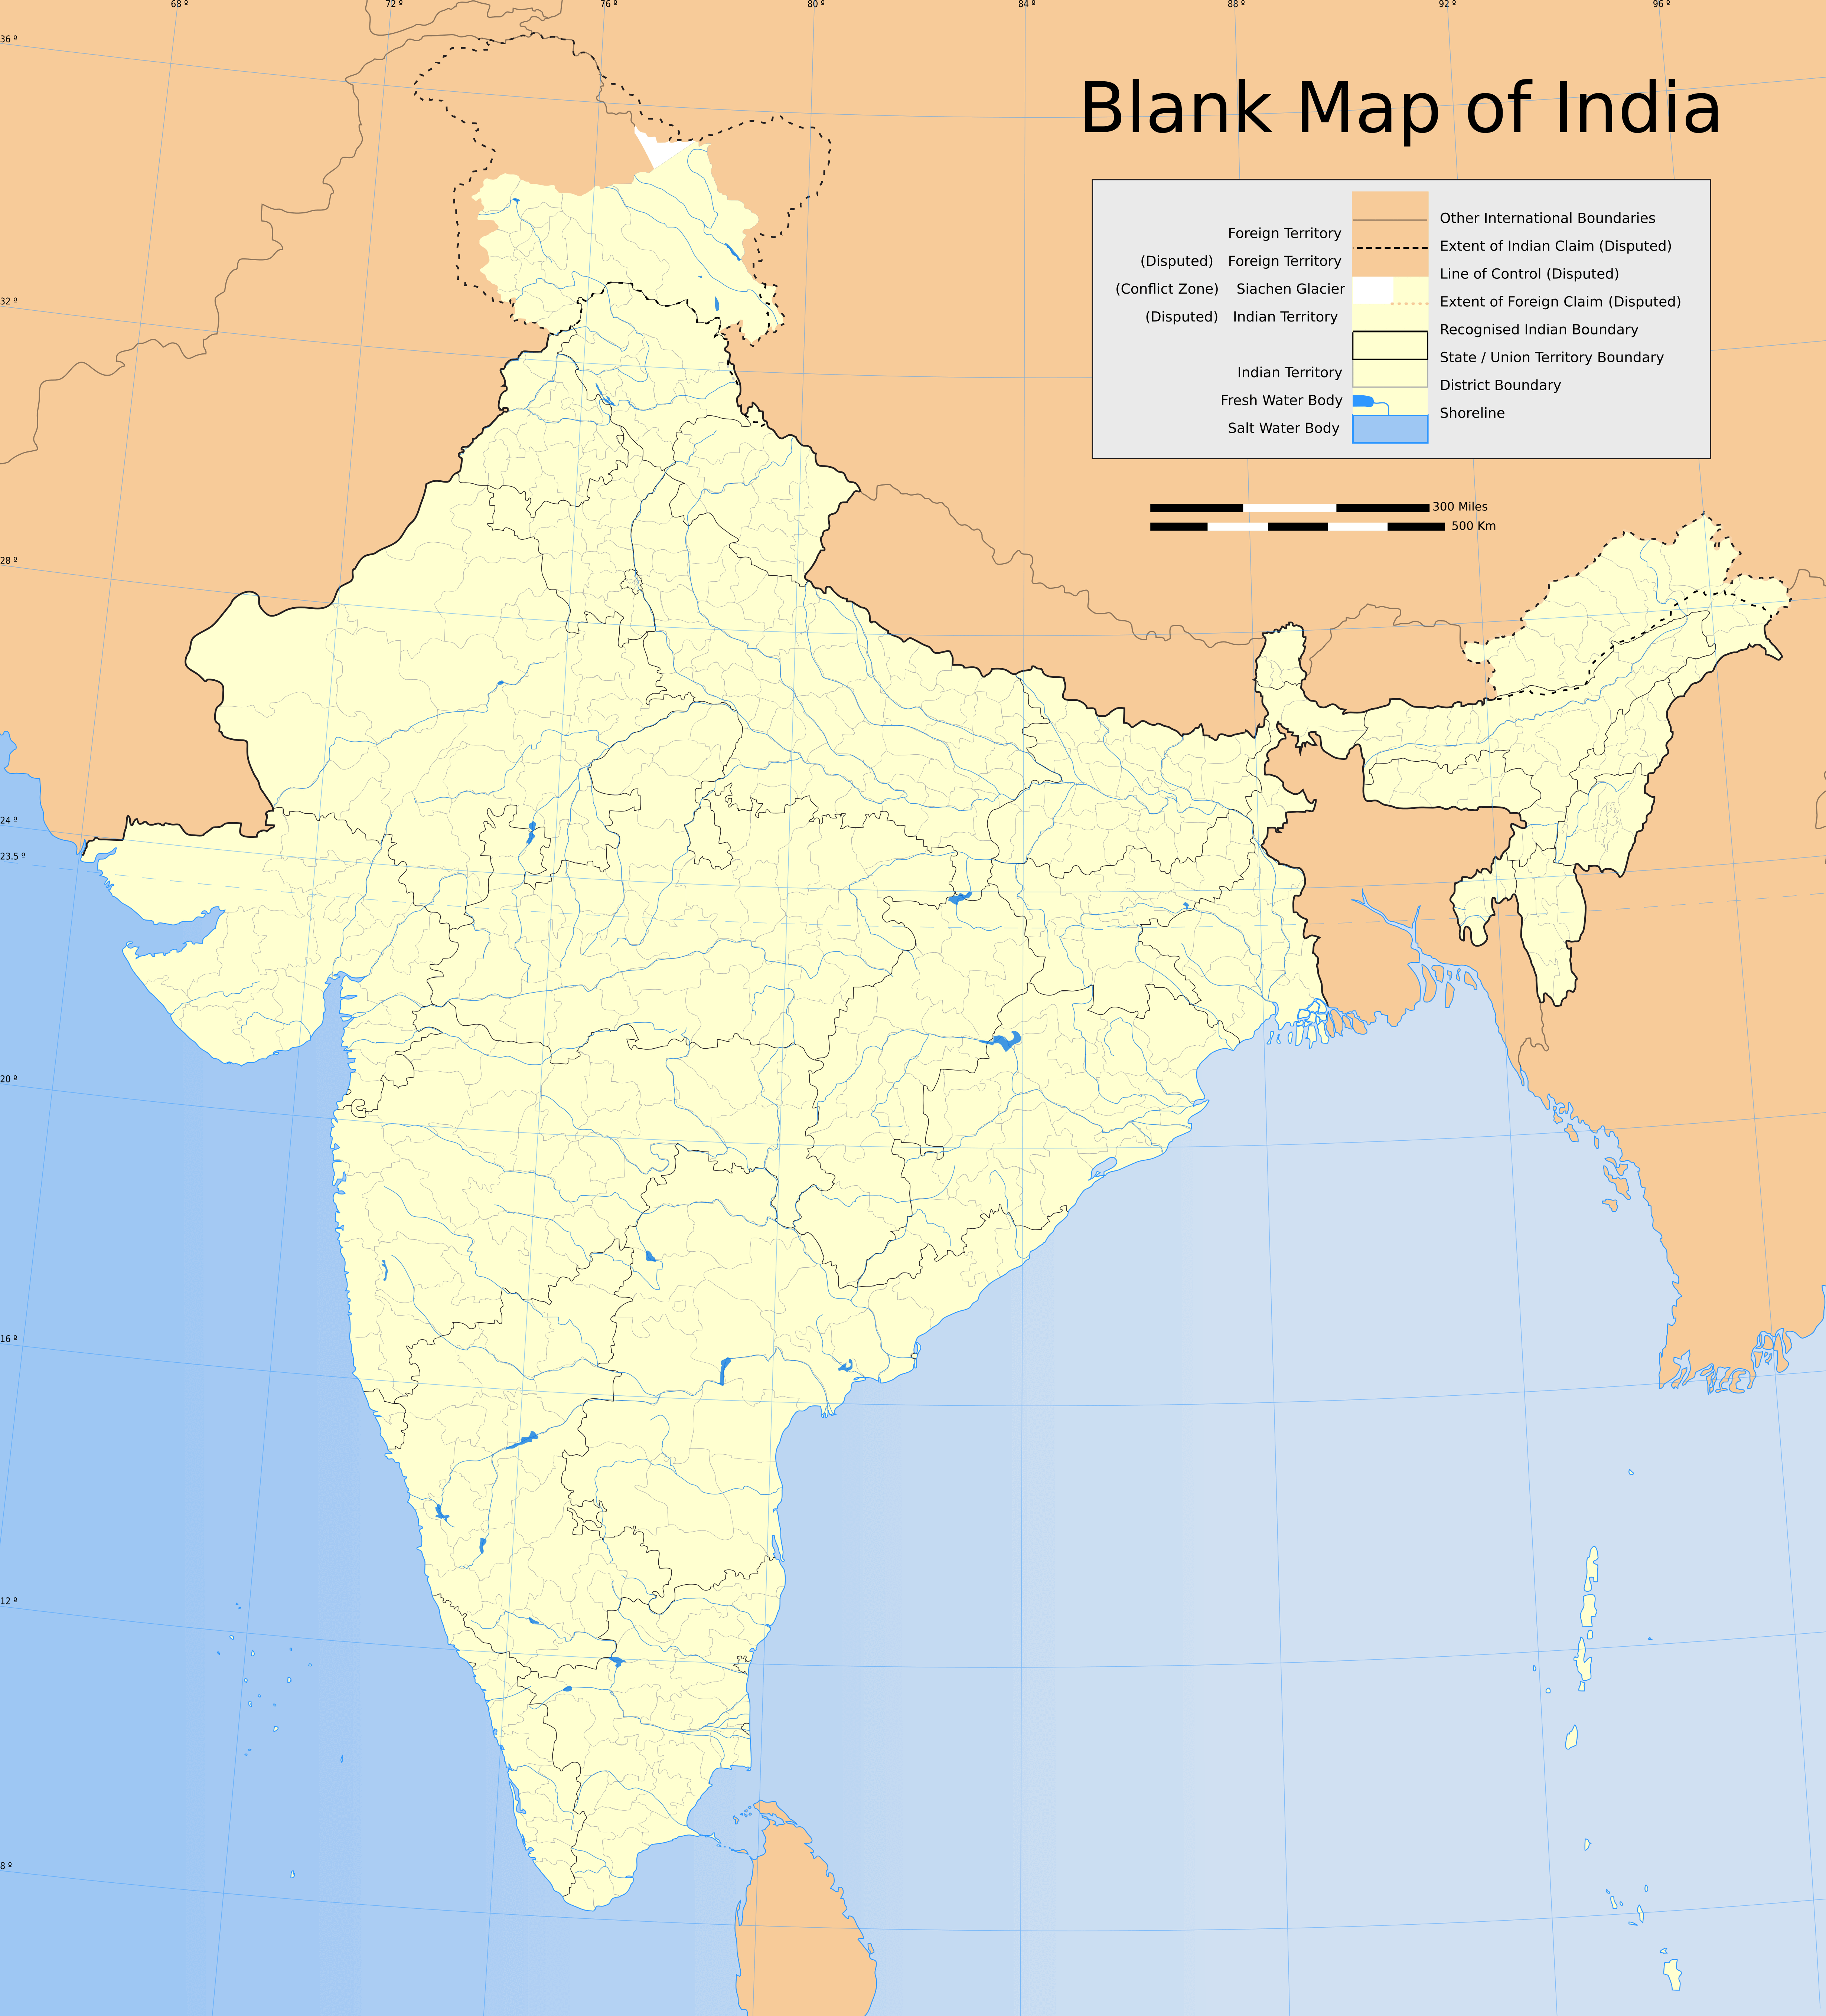 68 º 72 º 76 º 80 º 84 º 88 º 92 º 96 º
36 º
Blank Map of India
Other International Boundaries
Foreign Territory
Extent of Indian Claim (Disputed)
(Disputed) Foreign Territory
Line of Control (Disputed)
(Conflict Zone) Siachen Glacier
Extent of Foreign Claim (Disputed)
(Disputed) Indian Territory
Recognised Indian Boundary
State / Union Territory Boundary
Indian Territory
District Boundary
Fresh Water Body
Shoreline
Salt Water Body
32 º
300 Miles
500 Km
28 º
24 º
23.5 º
20 º
16 º
12 º
8 º